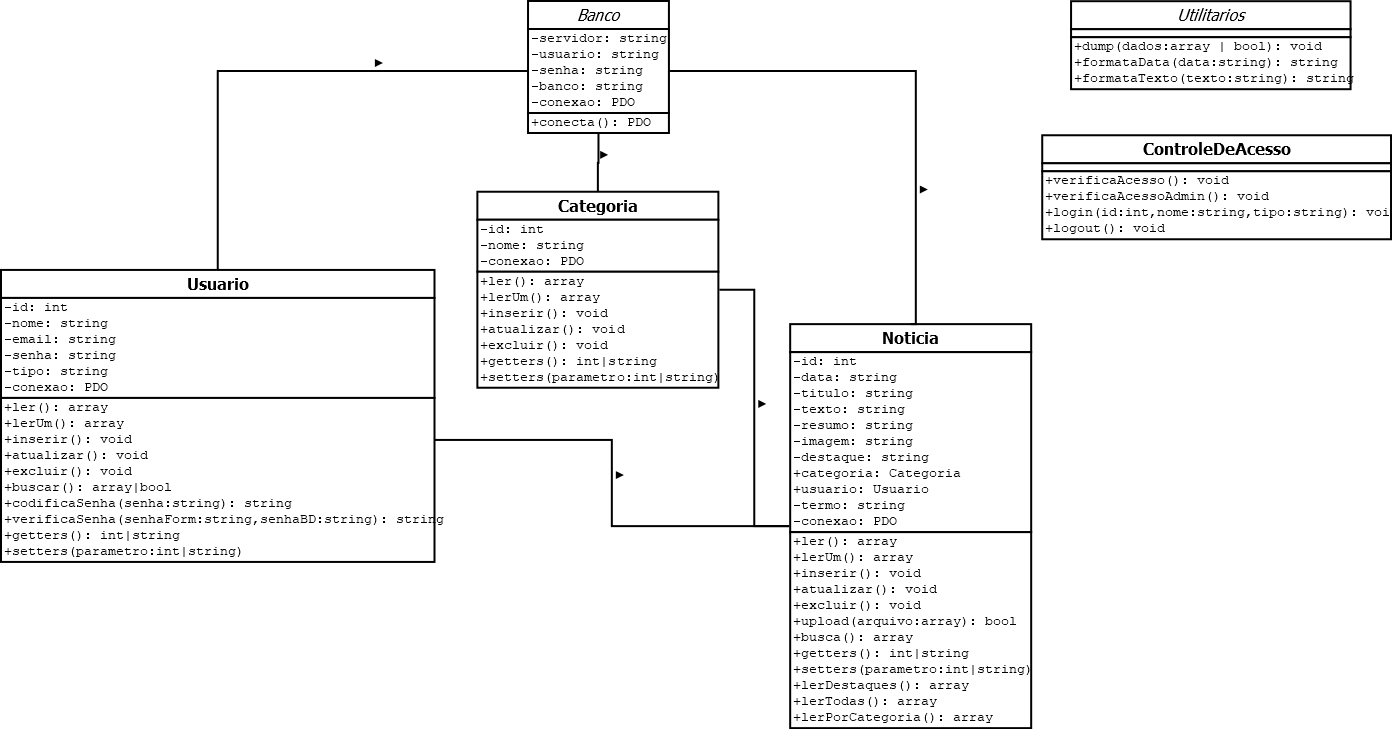 Banco
-servidor: string
-usuario: string
-senha: string
-banco: string
-conexao: PDO
+conecta(): PDO
Utilitarios
+dump(dados:array | bool): void
+formataData(data:string): string
+formataTexto(texto:string): string
ControleDeAcesso
+verificaAcesso(): void
+verificaAcessoAdmin(): void
+login(id:int,nome:string,tipo:string): voi
+logout(): void
Categoria
-id: int
-nome: string
-conexao: PDO
+ler(): array
+lerUm(): array
+inserir(): void
+atualizar(): void
+excluir(): void
+getters(): int|string
+setters(parametro:int|string)
Usuario
-id: int
-nome: string
-email: string
-senha: string
-tipo: string
-conexao: PDO
+ler(): array
+lerUm(): array
+inserir(): void
+atualizar(): void
+excluir(): void
+buscar(): array|bool
+codificaSenha(senha:string): string
+verificaSenha(senhaForm:string,senhaBD:string): string
+getters(): int|string
+setters(parametro:int|string)
Noticia
-id: int
-data: string
-titulo: string
-texto: string
-resumo: string
-imagem: string
-destaque: string
+categoria: Categoria
+usuario: Usuario
-termo: string
-conexao: PDO
+ler(): array
+lerUm(): array
+inserir(): void
+atualizar(): void
+excluir(): void
+upload(arquivo:array): bool
+busca(): array
+getters(): int|string
+setters(parametro:int|string)
+lerDestaques(): array
+lerTodas(): array
+lerPorCategoria(): array